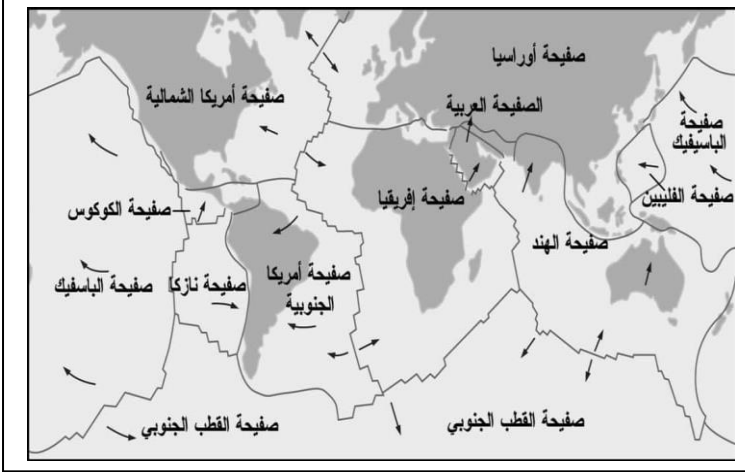 صفيحة أوراسيا
صفيحة أمريكا الشمالية
الصفيحة العربية
صفيحة
الباسيفيك
صفيحة الفليبين
صفيحة إفريقيا
صفيحة الكوكوس
صفيحة الهند
صفيحة أمريكا
الجنوبية
صفيحة نازكا
صفيحة الباسفيك
صفيحة القطب الجنوبي
صفيحة القطب الجنوبي